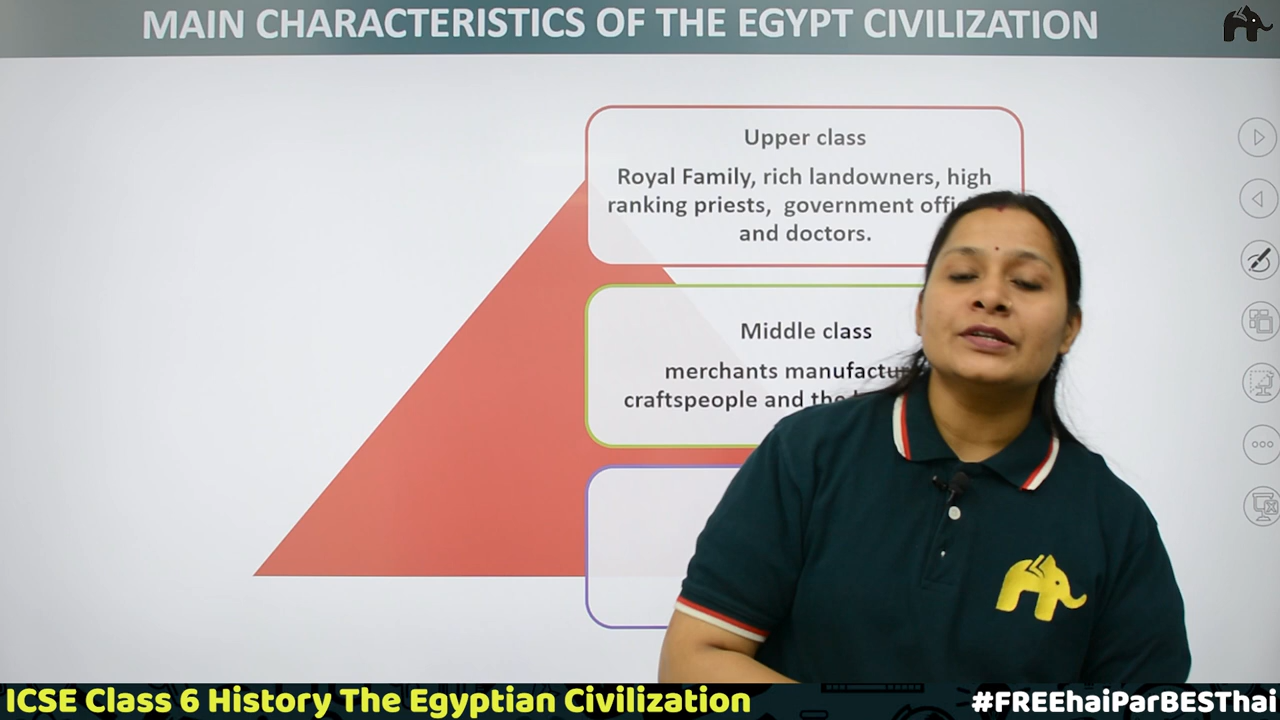 MAIN CHARACTERISTICS OF THE EGYPT CIVILIZATION
Upper class
Royal Family, rich landowners, high
ranking priests, government
and doctors.
Middle class
merchants
craftspeople and
ICSE Class 6 History The Egyptian Civilization
#FREEhaiParBESThai